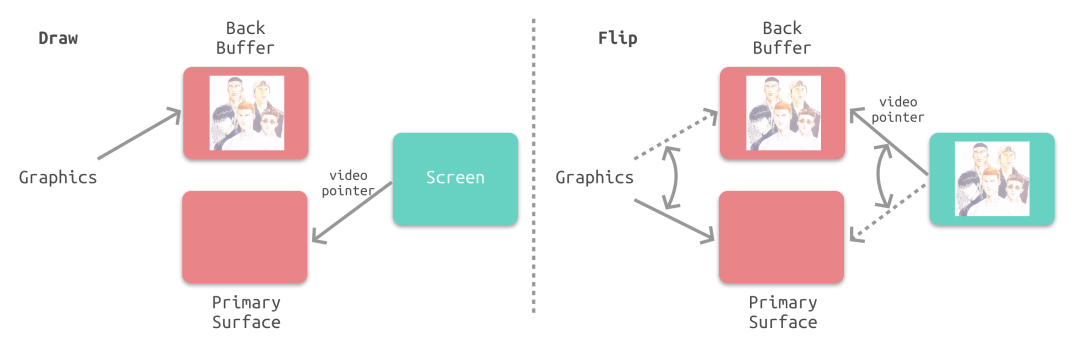 Draw
Back
Buffer
Graphics
video
pointer
Screen
Primary
Surface
Flip
Back
Buffer
video
pointer
Graphics
Primary
Surface